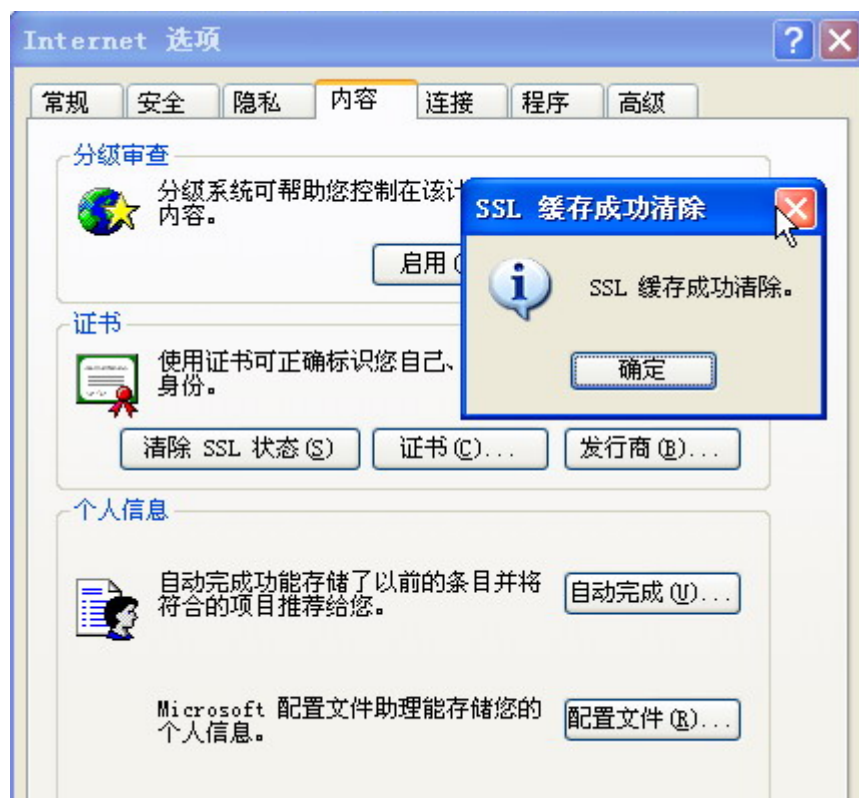 Internet 选项
常规 安全 隐私 内容 连接 程序 高级
分级审查
分级系统可帮助您控制在该计
内容。
启用(
SSL 缓存成功清除
SSL 缓存成功清除。
确定
证书
使用证书可正确标识您自己、
身份。
清除 SSL 状态(S) 证书(C)... 发行商(B)...
个人信息
自动完成功能存储了以前的条目并将
符合的项目推荐给您。
自动完成(U)...
Microsoft 配置文件助理能存储您的
个人信息。
配置文件(R)...